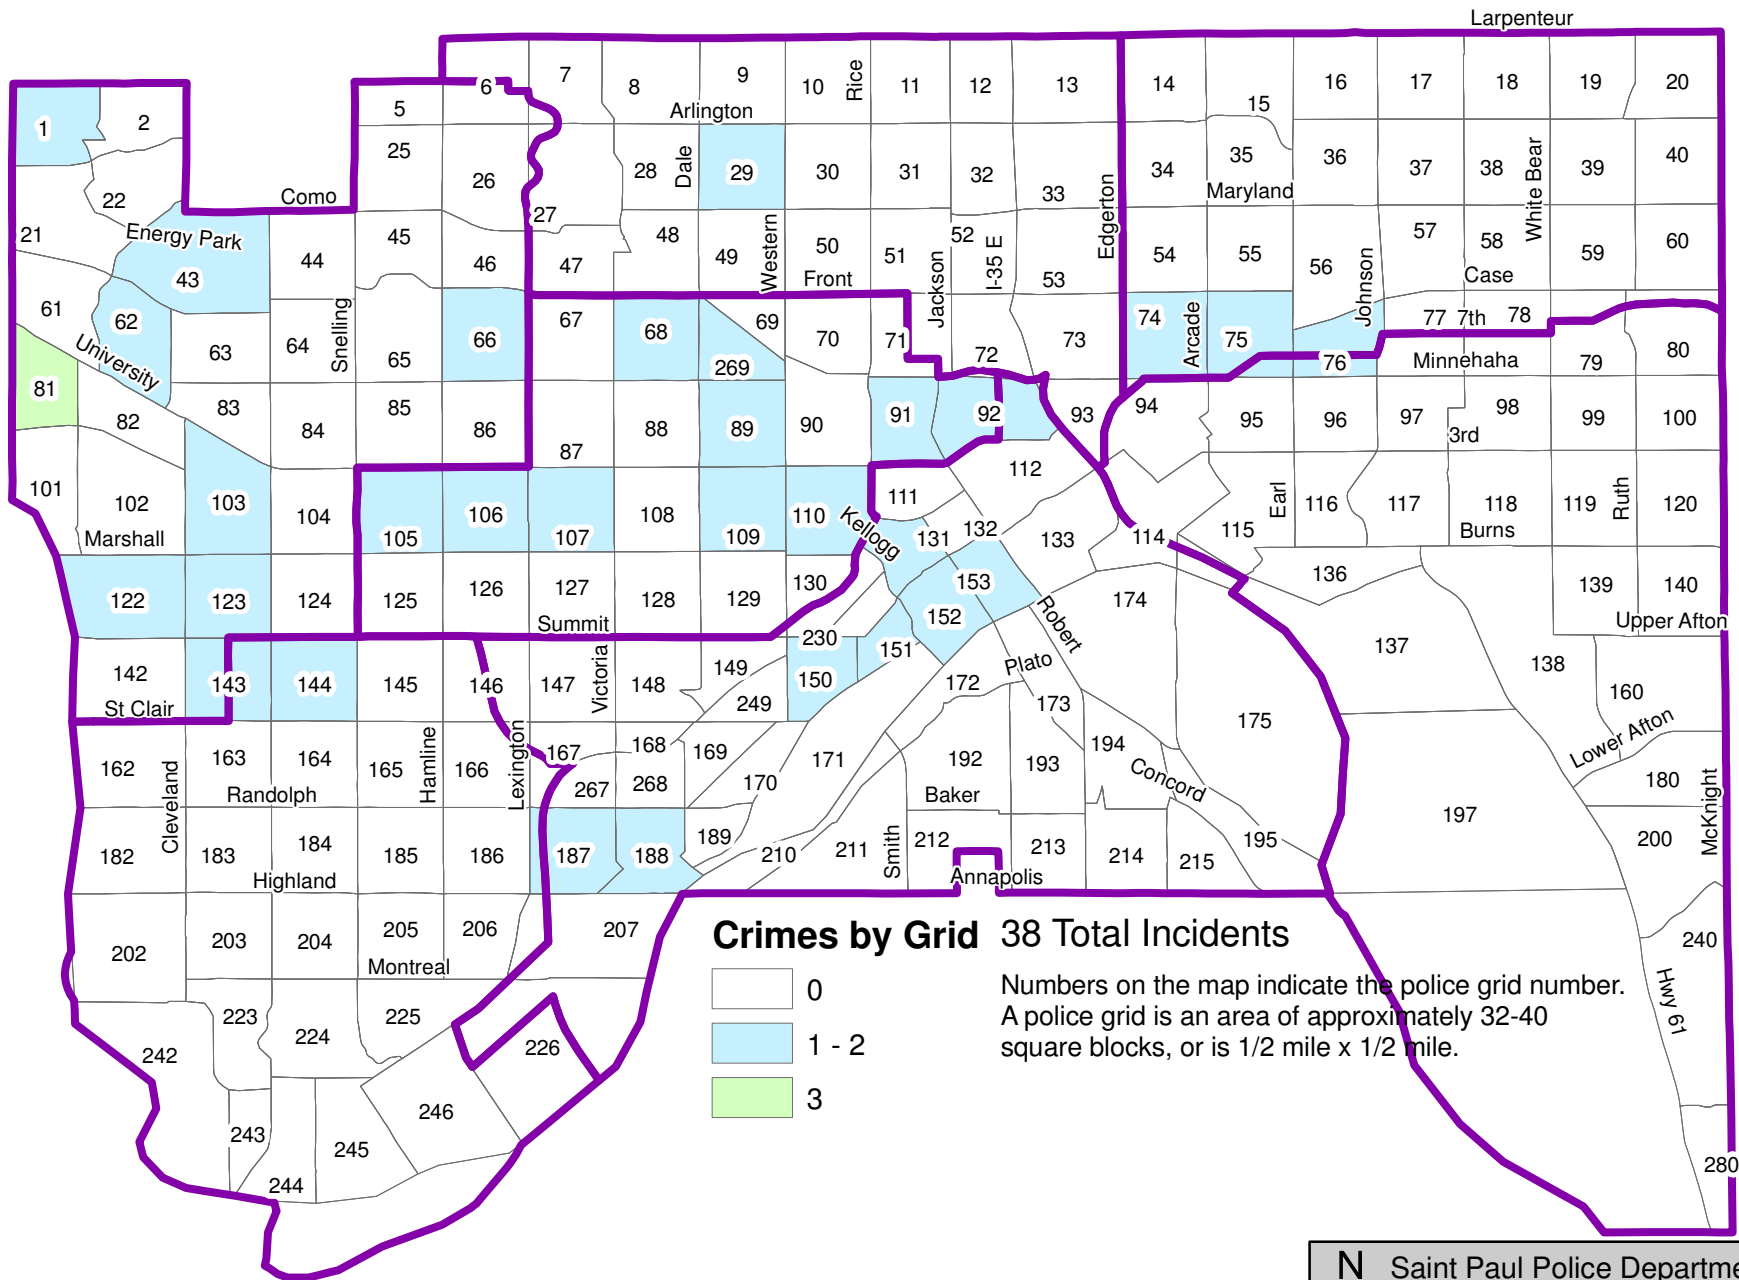 Larpenteur
6 7 8 9 10 Rice 11 12 13 14 15 16 17 18 19 20
1 2 5 Arlington
25 26 28 Dale 29 30 31 32 33 34 35 36 37 38 White Bear 39 40
22 Como 27 Edgerton Maryland
21 Energy Park 44 45 46 47 48 49 Western 50 51 52 I-35 E 53 54 55 56 57 58 59 60
43 Front Jackson Johnson Case
61 62 63 64 Snelling 65 66 67 68 69 70 71 72 73 74 Arcade 75 76 77 7th 78 79 80
University 269 Minnehaha
81 82 83 84 85 86 87 88 89 90 91 92 93 94 95 96 97 98 99 100
3rd
101 102 103 104 105 106 107 108 109 110 111 112 Earl 116 117 118 119 Ruth 120
Marshall Kellogg 131 132 133 114 115 Burns
122 123 124 125 126 127 128 129 130 153 174 136 139 140
Summit 152 Robert Upper Afton
230 151 Plato 137 138
142 143 144 145 146 147 Victoria 148 149 150 172 160
St Clair 249 173 175
162 Cleveland 163 164 165 Hamline 166 Lexington 167 168 169 170 171 192 193 194 Lower Afton
Randolph 267 268 Baker Concord 180 McKnight
182 183 184 185 186 187 188 189 210 211 Smith 212 213 214 215 195 197 200
Highland Annapolis
202 203 204 205 206 207
Montreal 240
Crimes by Grid 38 Total Incidents
0
1 - 2
3
Numbers on the map indicate the police grid number.
A police grid is an area of approximately 32-40
square blocks, or is 1/2 mile x 1/2 mile.
Hwy 61
223 224 225 226
242 243 244 245 246 280
N Saint Paul Police Departme